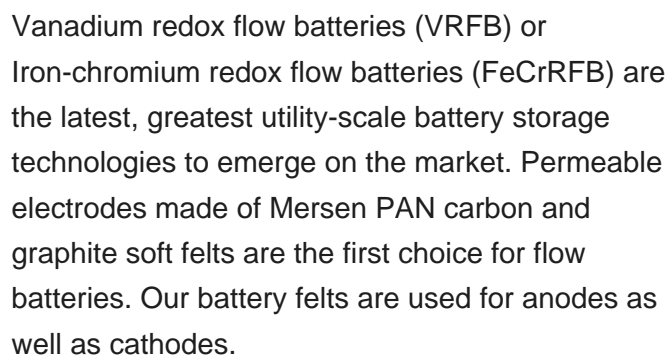 Vanadium redox flow batteries (VRFB) or
Iron-chromium redox flow batteries (FeCrRFB) are
the latest, greatest utility-scale battery storage
technologies to emerge on the market. Permeable
electrodes made of Mersen PAN carbon and
graphite soft felts are the first choice for flow
batteries. Our battery felts are used for anodes as
well as cathodes.